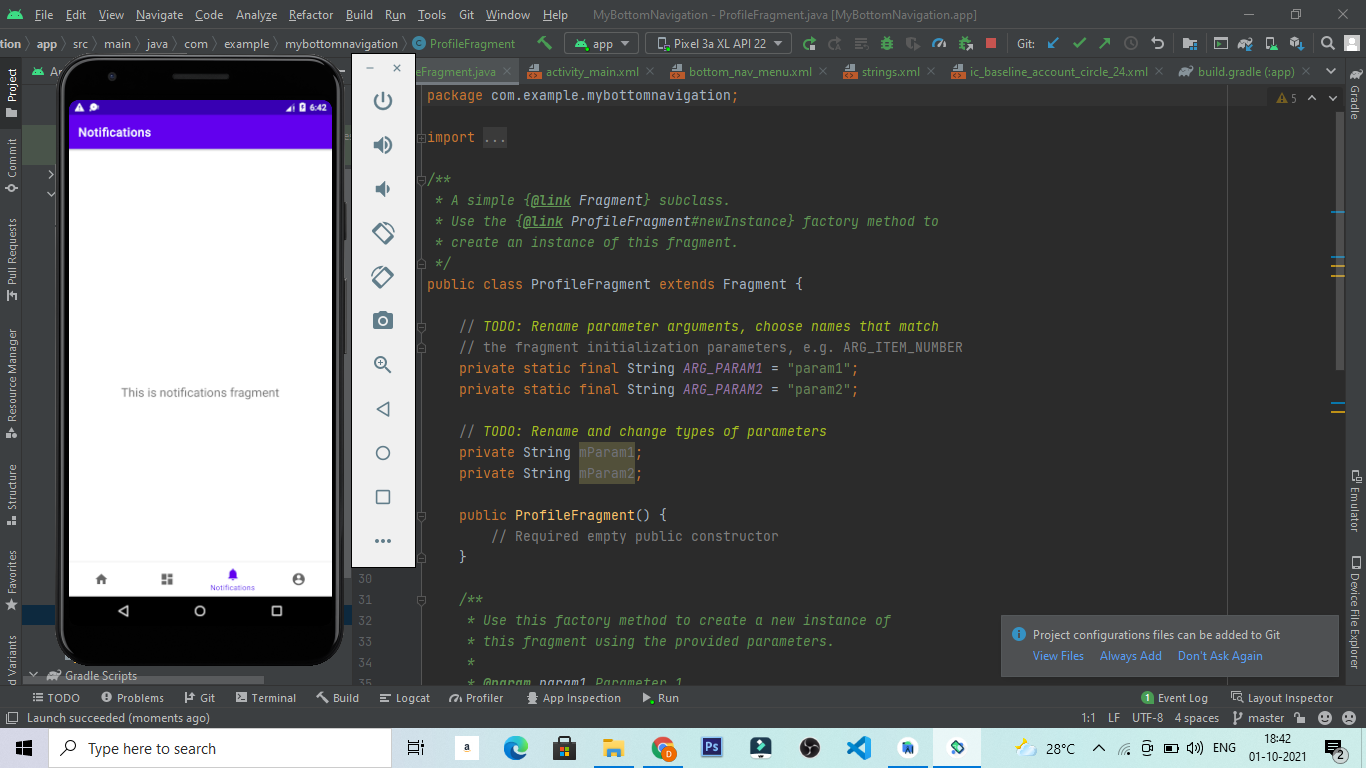 File Edit View Navigate Code Analyze Refactor Build Run Tools Git Window Help MyBottomNavigation - ProfileFragment.java [MyBottomNavigation.app]
tion app src main java com example mybottomnavigation ProfileFragment app Pixel 3a XL API 22 Git:
eFragment.java activity_main.xml bottom_nav_menu.xml strings.xml ic_baseline_account_circle_24.xml build.gradle (:app)
Project
Commit
Pull Requests
Resource Manager
Structure
Favorites
d Variants
6:42
Notifications
This is notifications fragment
Notifications
Gradle Scripts
package com.example.mybottomnavigation;
5
import ...
/**
* A simple {@link Fragment} subclass.
* Use the {@link ProfileFragment#newInstance} factory method to
* create an instance of this fragment.
*/
public class ProfileFragment extends Fragment {
// TODO: Rename parameter arguments, choose names that match
// the fragment initialization parameters, e.g. ARG_ITEM_NUMBER
private static final String ARG_PARAM1 = "param1";
private static final String ARG_PARAM2 = "param2";
// TODO: Rename and change types of parameters
private String mParam1;
private String mParam2;
public ProfileFragment() {
// Required empty public constructor
}
30
31 /**
32 * Use this factory method to create a new instance of
33 * this fragment using the provided parameters.
34 *
35 * @param param1 Parameter 1
Gradle
Emulator
Device File Explorer
Project configurations files can be added to Git
View Files Always Add Don't Ask Again
TODO Problems Git Terminal Build Logcat Profiler App Inspection Run 1 Event Log Layout Inspector
Launch succeeded (moments ago) 1:1 LF UTF-8 4 spaces master
Type here to search a Ps D 28°C ENG 18:42
01-10-2021 2